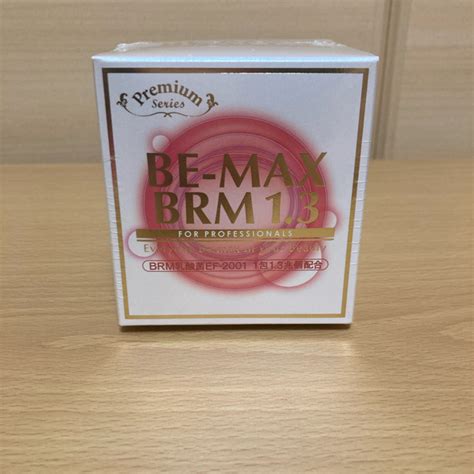 Premium
Series
BE-MAX
BRM 1.3
FOR PROFESSIONALS
BRM乳酸菌EF-2001 1包1.3兆個配合